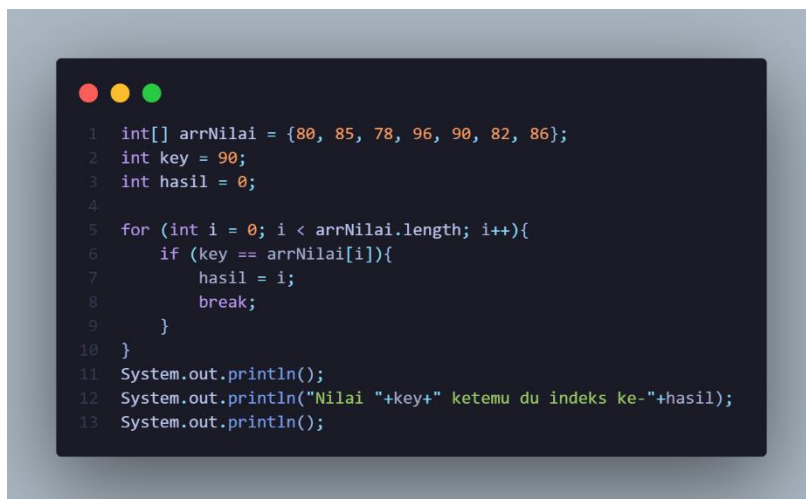 1 int[] arrNilai = {80, 85, 78, 96, 90, 82, 86};
2 int key = 90;
3 int hasil = 0;
4
5 for (int i = 0; i < arrNilai.length; i++){
6     if (key == arrNilai[i]){
7         hasil = i;
8         break;
9     }
10 }
11 System.out.println();
12 System.out.println("Nilai "+key+" ketemu du indeks ke-"+hasil);
13 System.out.println();